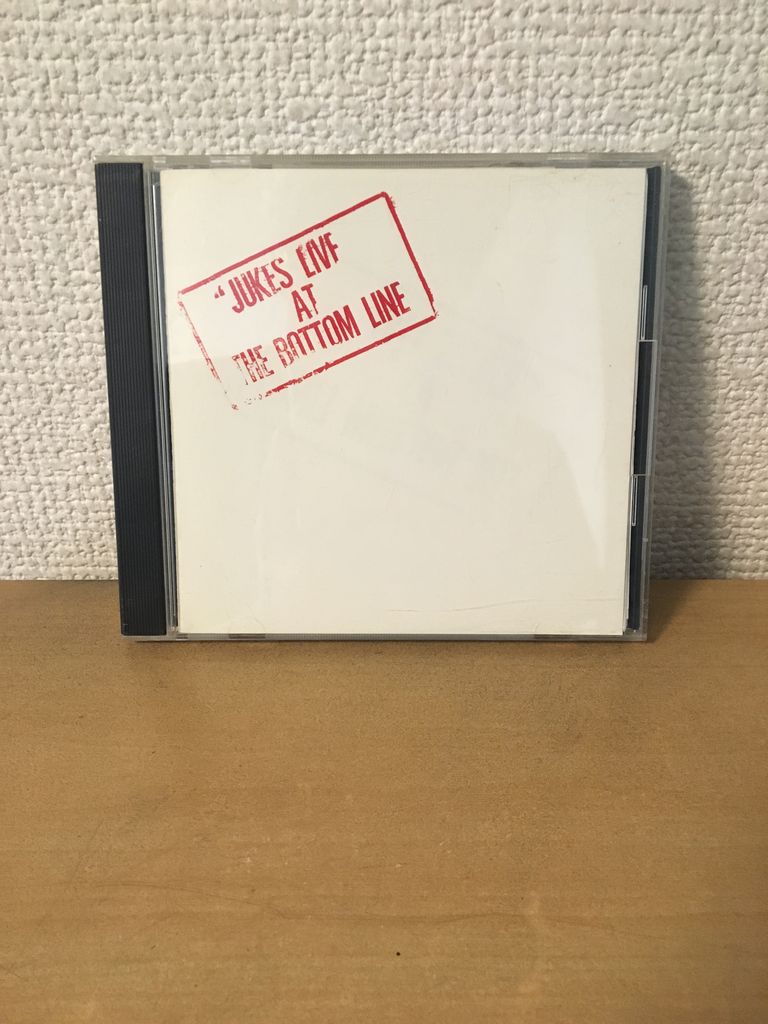 “JUKES LIVE
AT
THE BOTTOM LINE